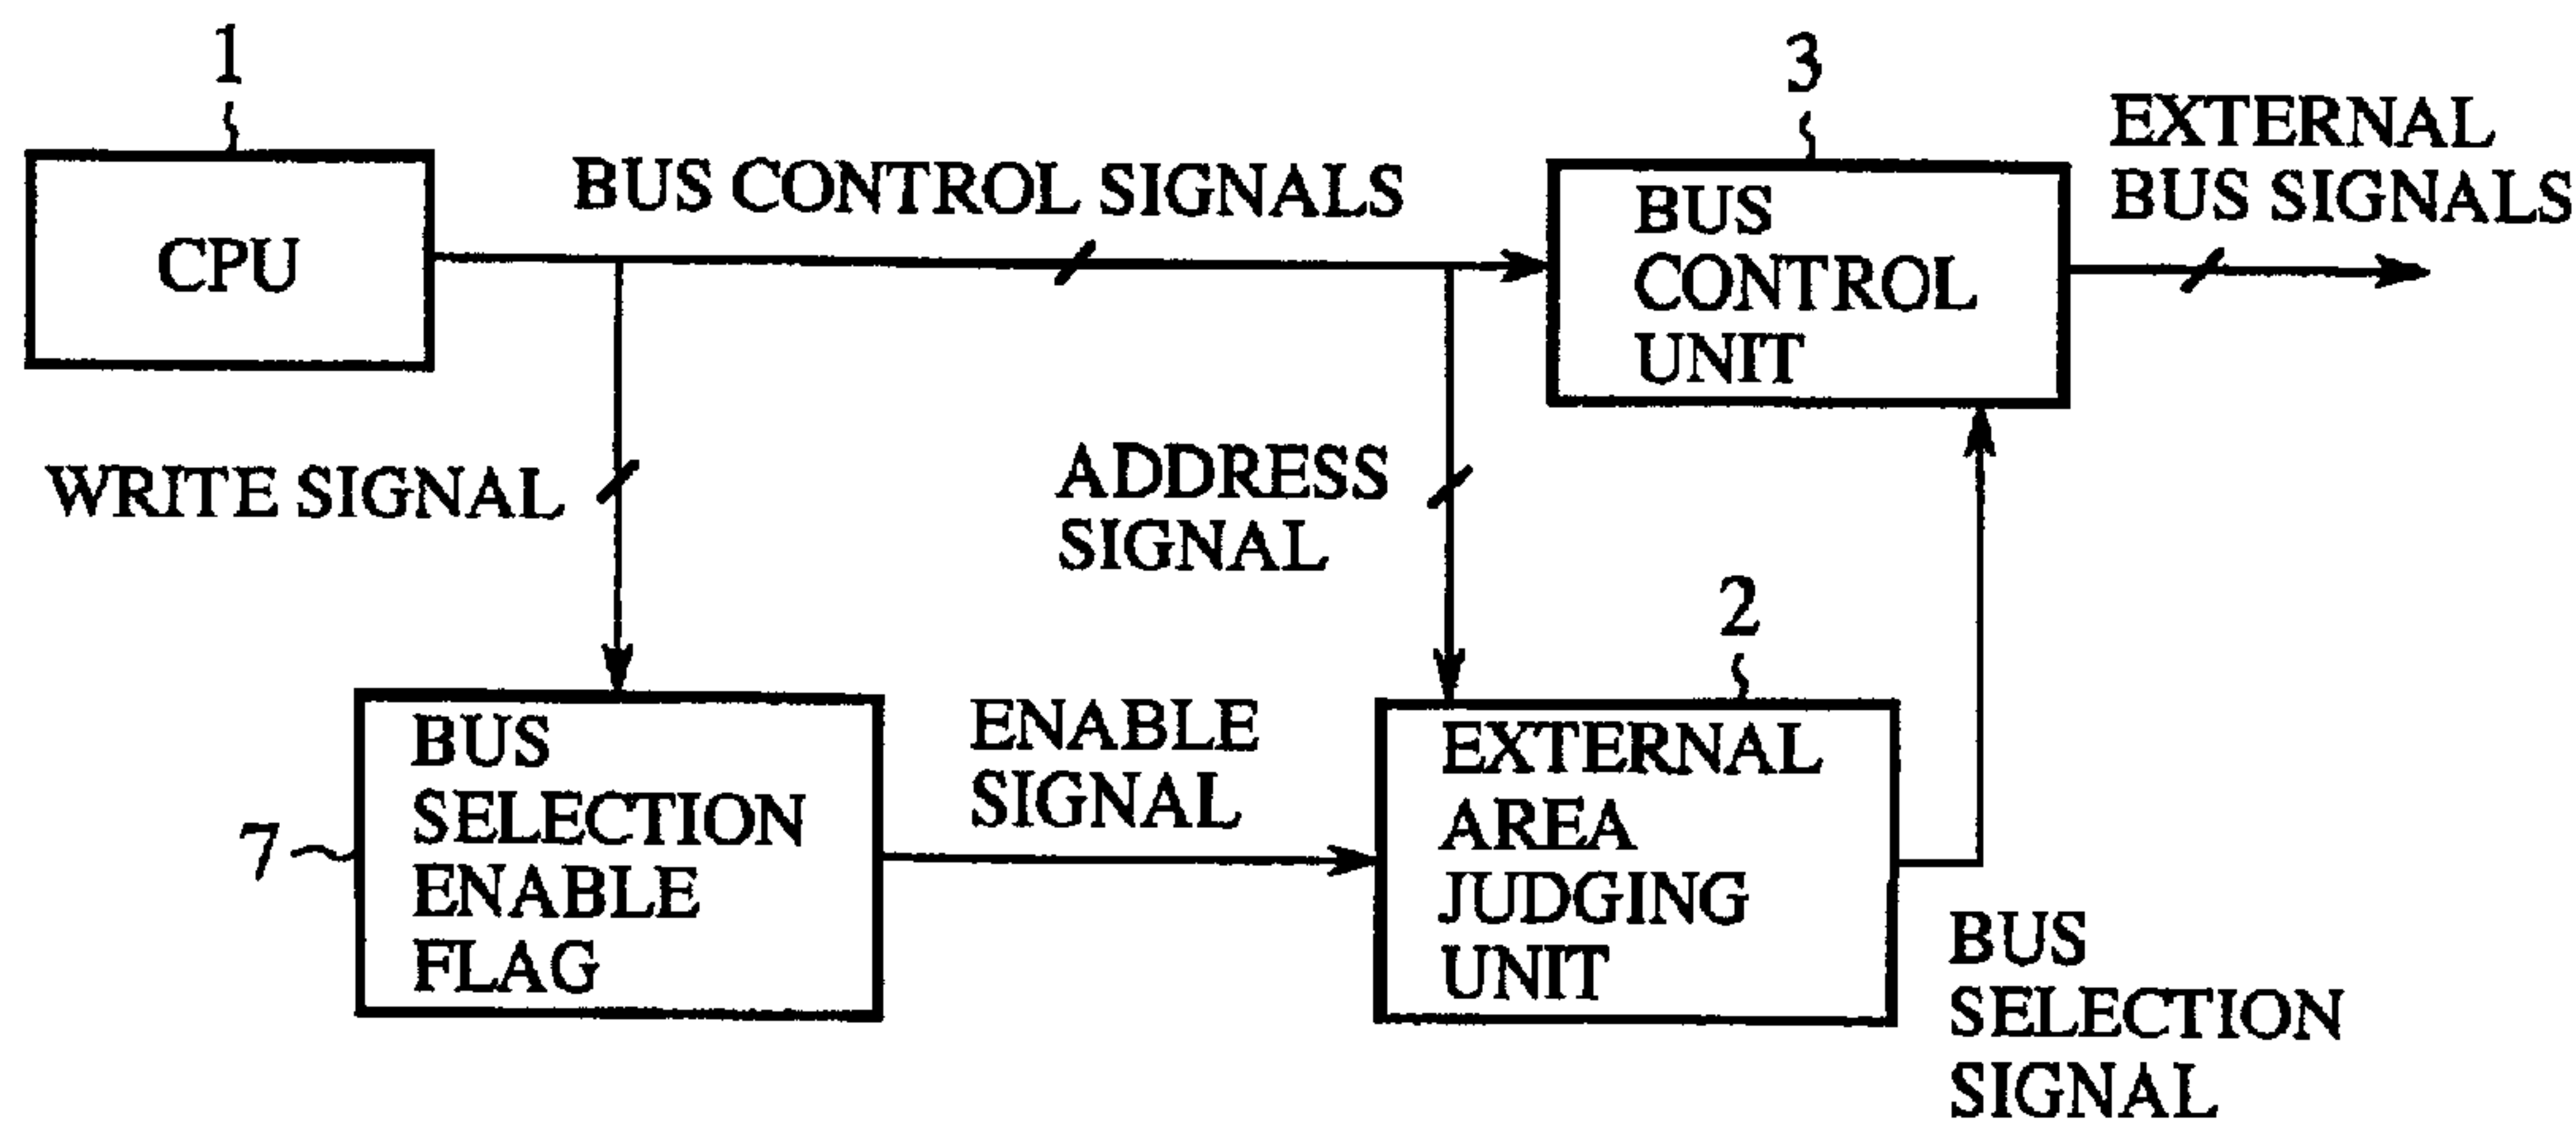 1
3
EXTERNAL
BUS SIGNALS
BUS CONTROL SIGNALS
CPU
BUS
CONTROL
UNIT
WRITE SIGNAL
ADDRESS
SIGNAL
2
7
BUS
SELECTION
ENABLE
FLAG
ENABLE
SIGNAL
EXTERNAL
AREA
JUDGING
UNIT
BUS
SELECTION
SIGNAL